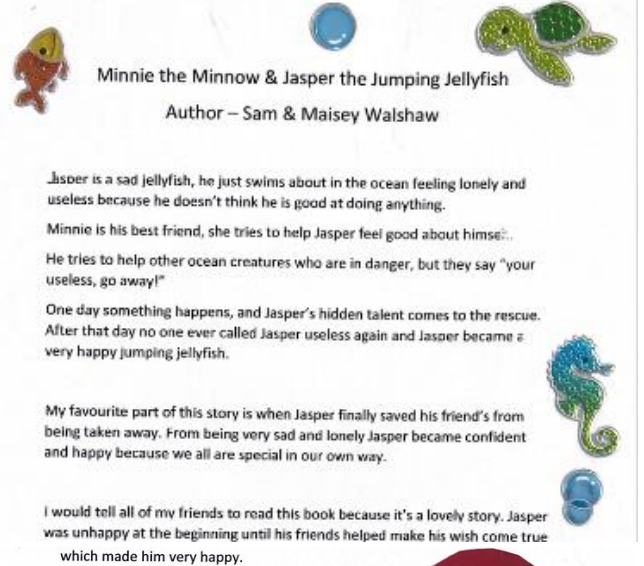 Minnie the Minnow & Jasper the Jumping Jellyfish
Author – Sam & Maisey Walshaw
Jasper is a sad jellyfish, he just swims about in the ocean feeling lonely and
useless because he doesn't think he is good at doing anything.
Minnie is his best friend, she tries to help Jasper feel good about
He tries to help other ocean creatures who are in danger, but they say "your
useless, go away!"
One day something happens, and Jasper's hidden talent comes to the rescue.
After that day no one ever called Jasper useless again and Jasper became a
very happy jumping jellyfish.
My favourite part of this story is when Jasper finally saved his friend's from
being taken away. From being very sad and lonely Jasper became confident
and happy because we all are special in our own way.
I would tell all of my friends to read this book because it's a lovely story. Jasper
was unhappy at the beginning until his friends helped make his wish come true
which made him very happy.